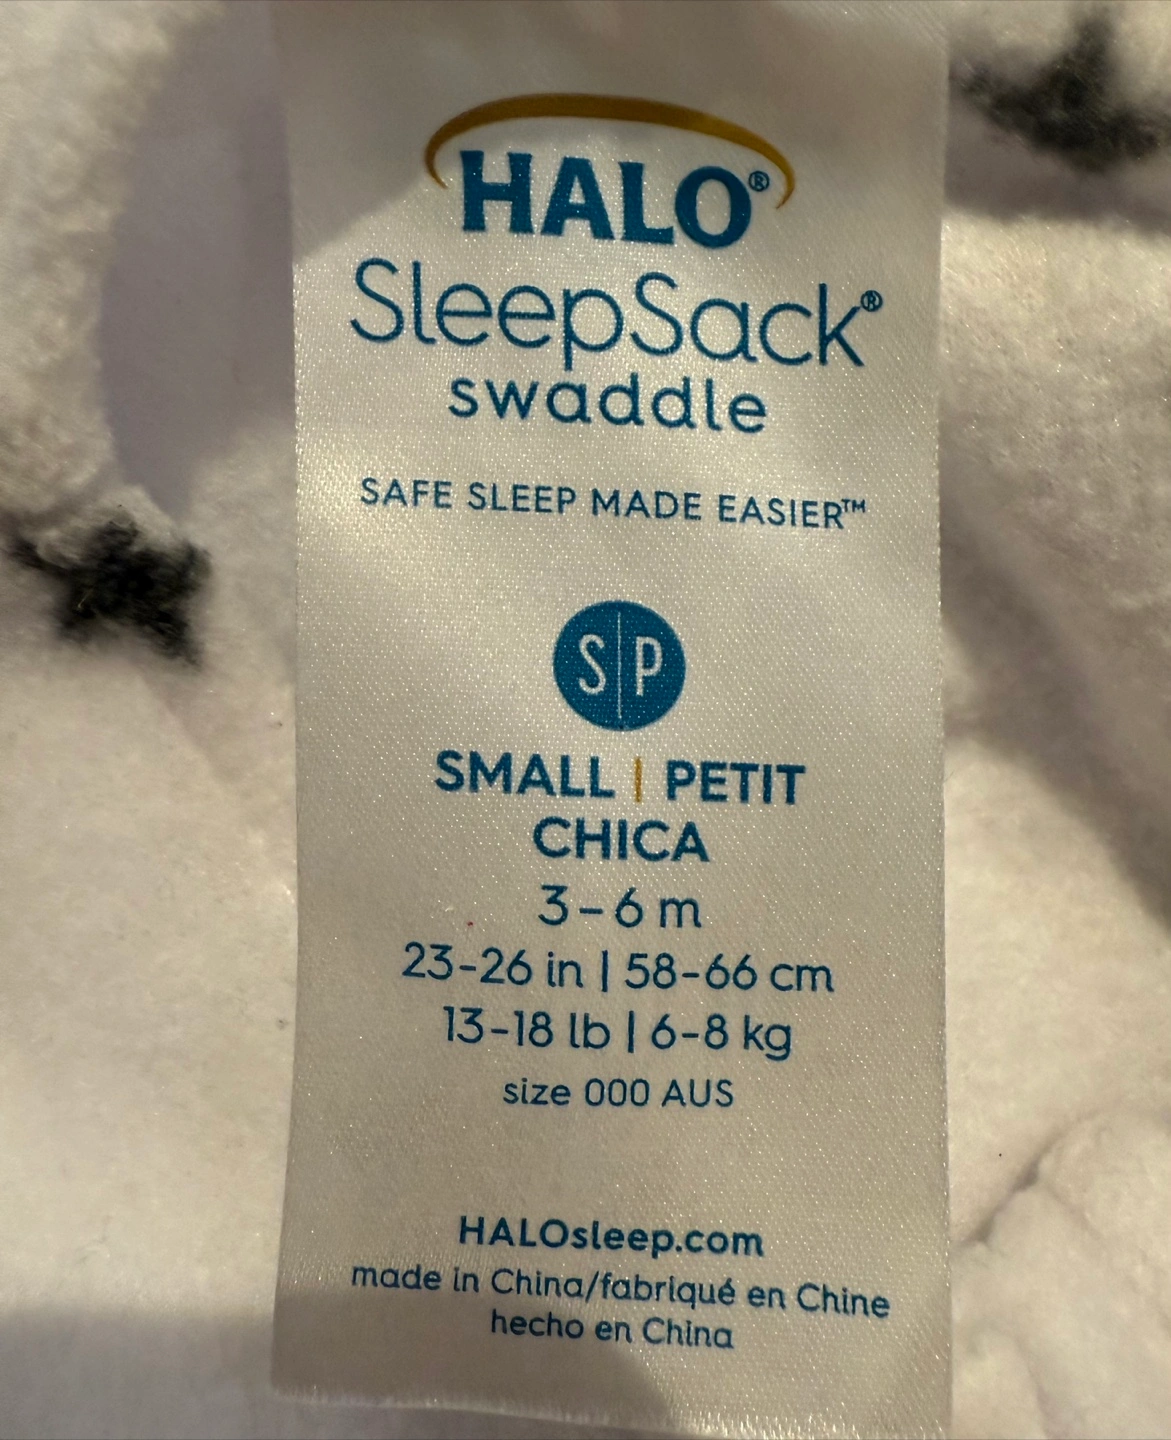 HALO®
SleepSack®
swaddle
SAFE SLEEP MADE EASIER™
S|P
SMALL | PETIT
CHICA
3-6 m
23-26 in | 58-66 cm
13-18 lb | 6-8 kg
size 000 AUS
HALOsleep.com
made in China/fabriqué en Chine
hecho en China